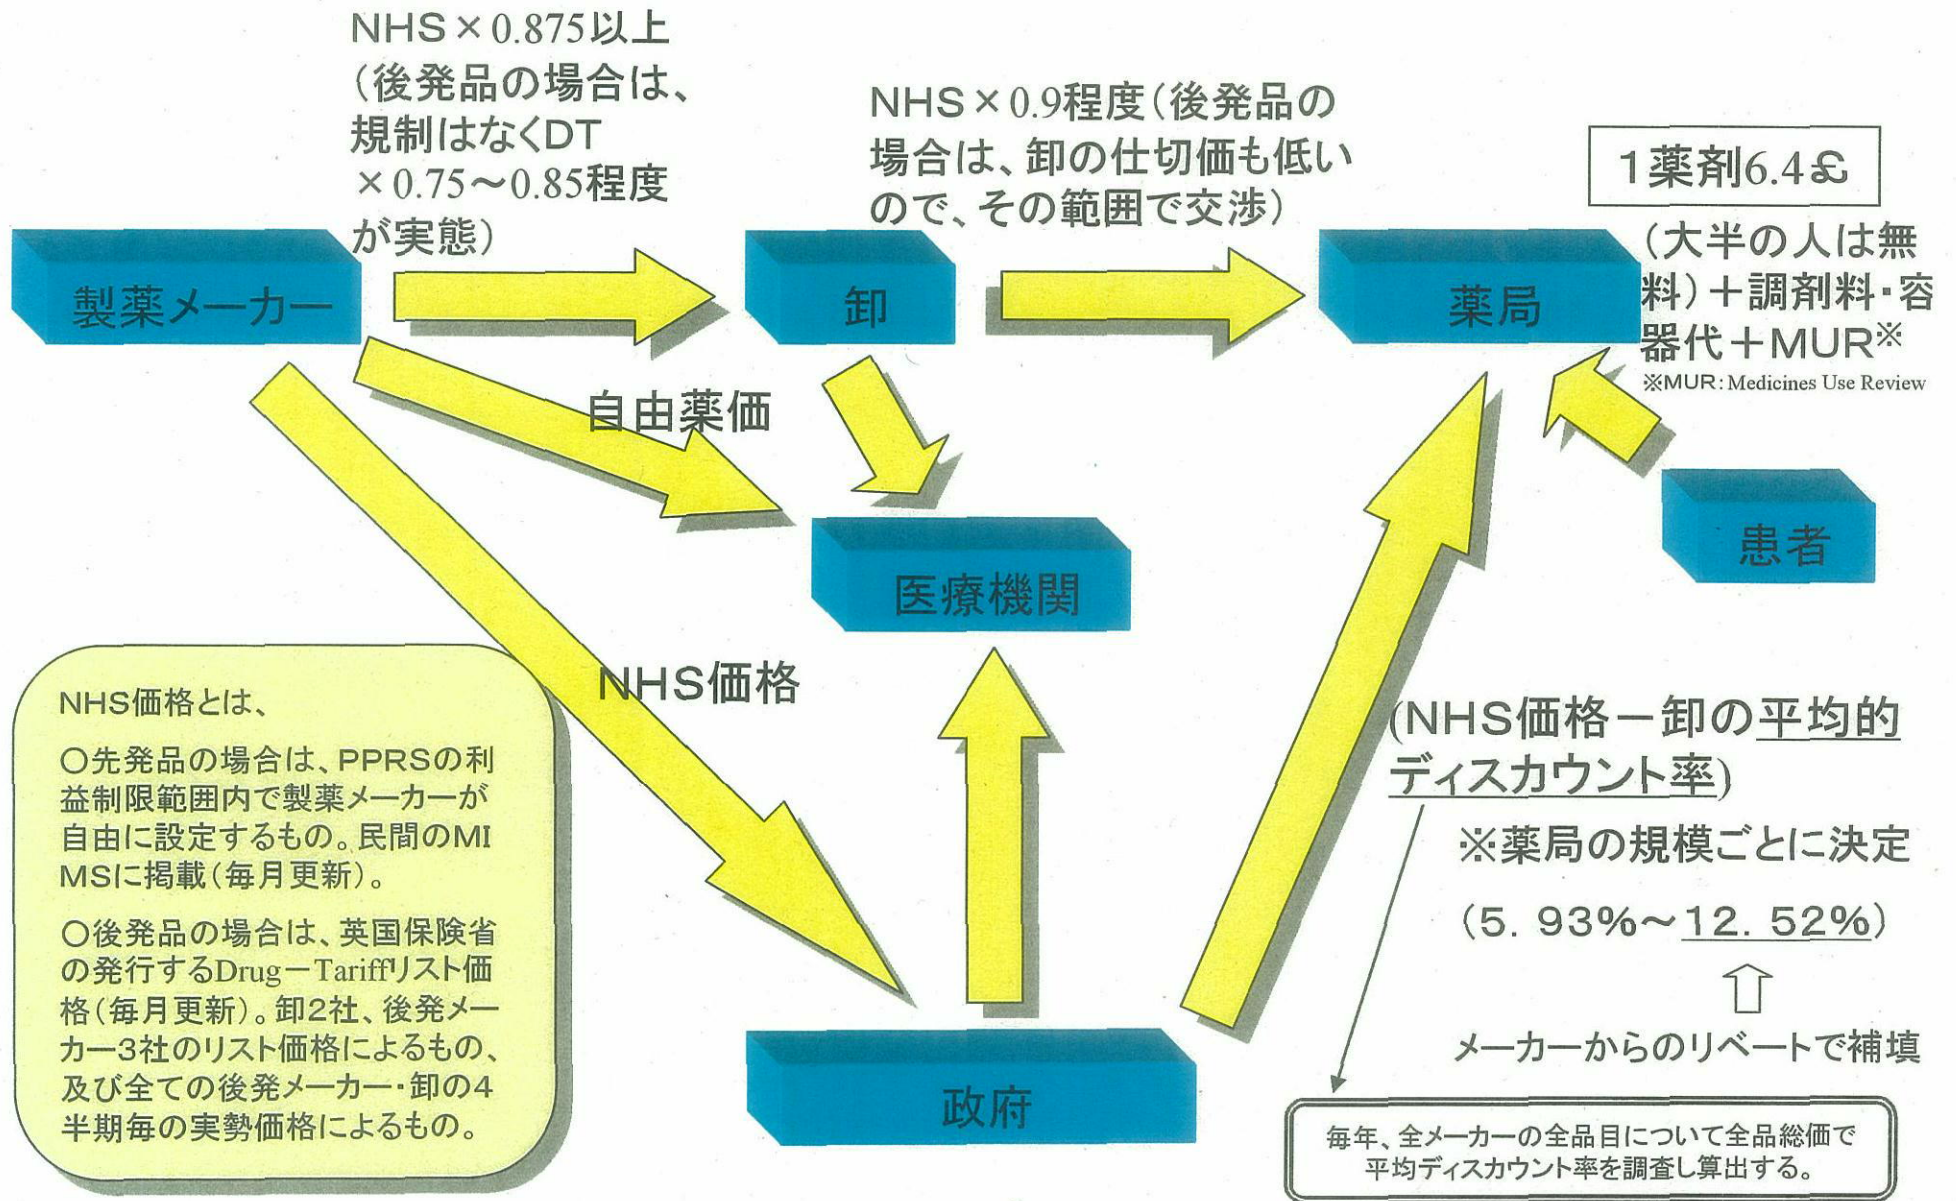 NHS×0.875以上
(後発品の場合は、
規制はなくDT
×0.75～0.85程度
が実態)
NHS×0.9程度(後発品の
場合は、卸の仕切価も低い
ので、その範囲で交渉)
1薬剤6.4£
(大半の人は無
料)＋調剤料・容
器代＋MUR※
※MUR：Medicines Use Review
製薬メーカー
卸
薬局
自由薬価
患者
医療機関
NHS価格
NHS価格とは、
○先発品の場合は、PPRSの利
益制限範囲内で製薬メーカーが
自由に設定するもの。民間のMI
MSに掲載(毎月更新)。
○後発品の場合は、英国保険省
の発行するDrug－Tariffリスト価
格(毎月更新)。卸2社、後発メー
カー3社のリスト価格によるもの、
及び全ての後発メーカー・卸の4
半期毎の実勢価格によるもの。
(NHS価格－卸の平均的
ディスカウント率)
※薬局の規模ごとに決定
(5．93%～12．52%)
メーカーからのリベートで補填
政府
毎年、全メーカーの全品目について全品総価で
平均ディスカウント率を調査し算出する。